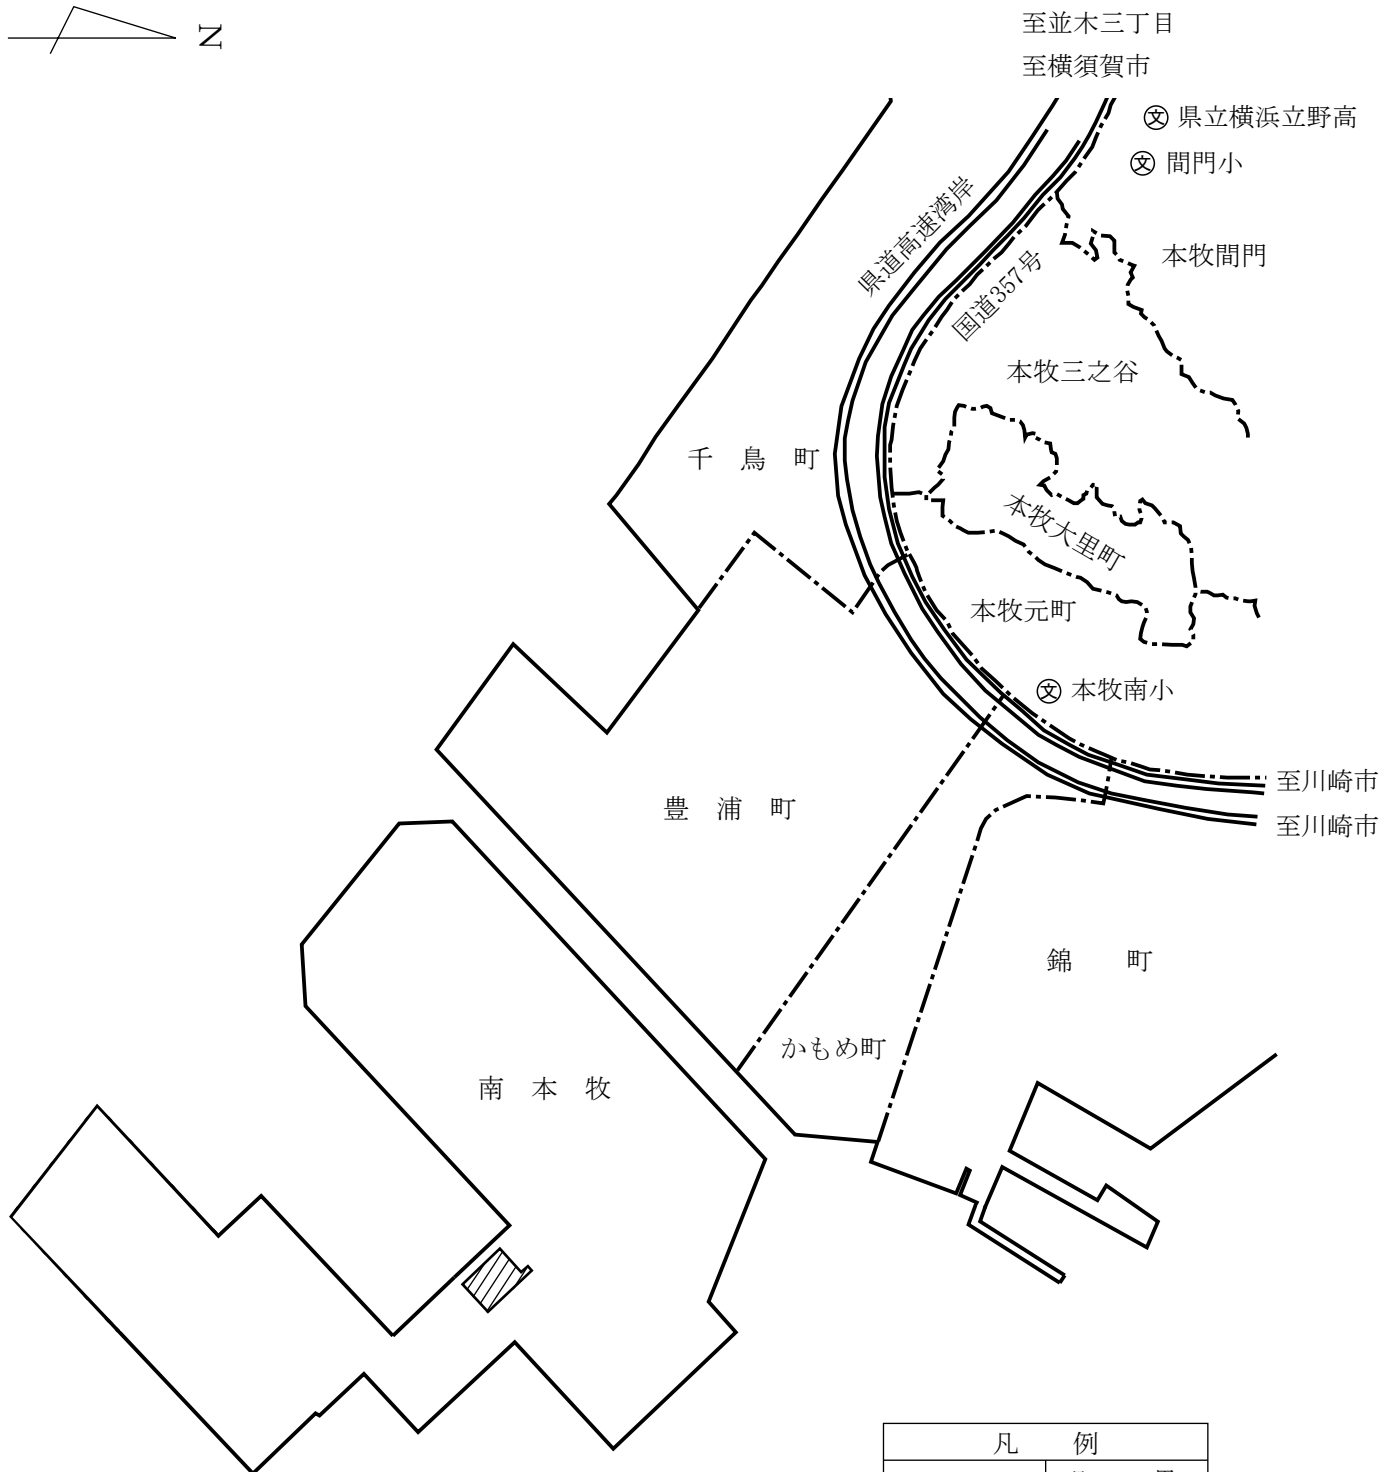 N
至並木三丁目
至横須賀市
㊫ 県立横浜立野高
㊫ 間門小
本牧間門
県道高速湾岸
国道357号
本牧三之谷
千鳥町
本牧大里町
本牧元町
㊫ 本牧南小
至川崎市
至川崎市
豊浦町
錦町
かもめ町
南本牧
凡例